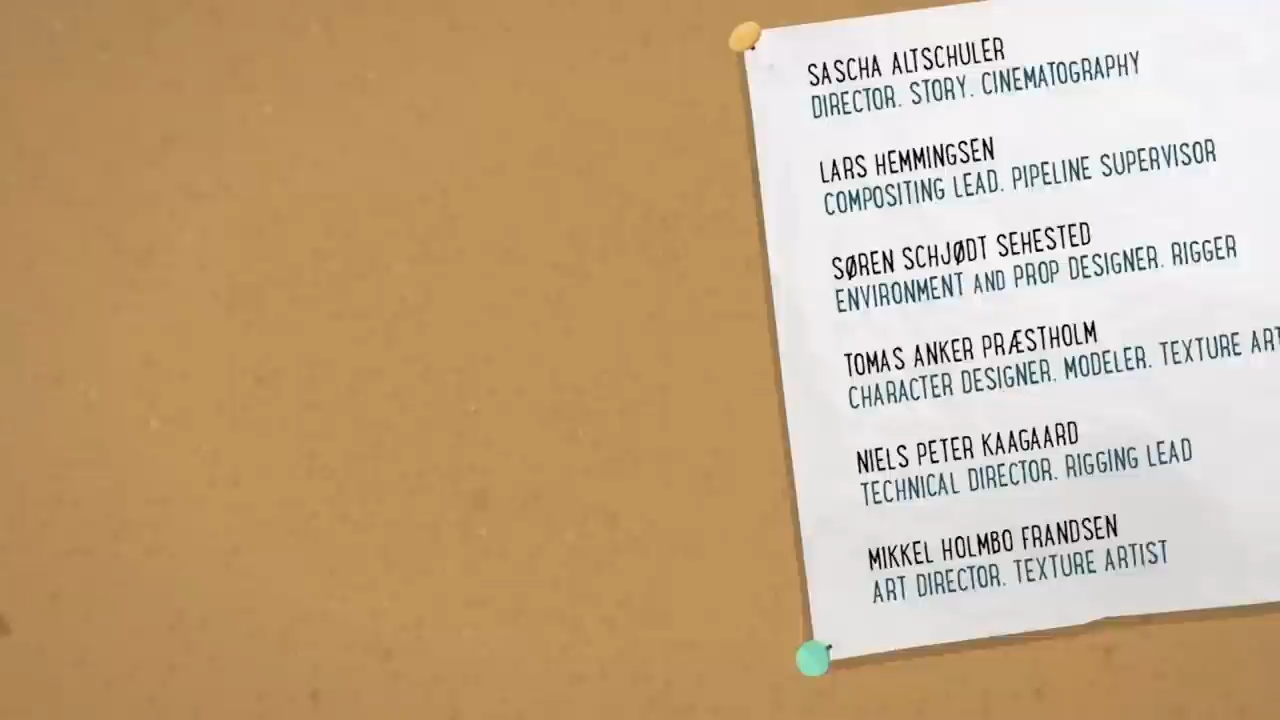 SASCHA ALTSCHULER
DIRECTOR. STORY. CINEMATOGRAPHY
LARS HEMMINGSEN
COMPOSITING LEAD. PIPELINE SUPERVISOR
SØREN SCHJØDT SEHESTED
ENVIRONMENT AND PROP DESIGNER. RIGGER
TOMAS ANKER PRÆSTHOLM
CHARACTER DESIGNER. MODELER. TEXTURE
NIELS PETER KAAGAARD
TECHNICAL DIRECTOR. RIGGING LEAD
MIKKEL HOLMBO FRANDSEN
ART DIRECTOR. TEXTURE ARTIST